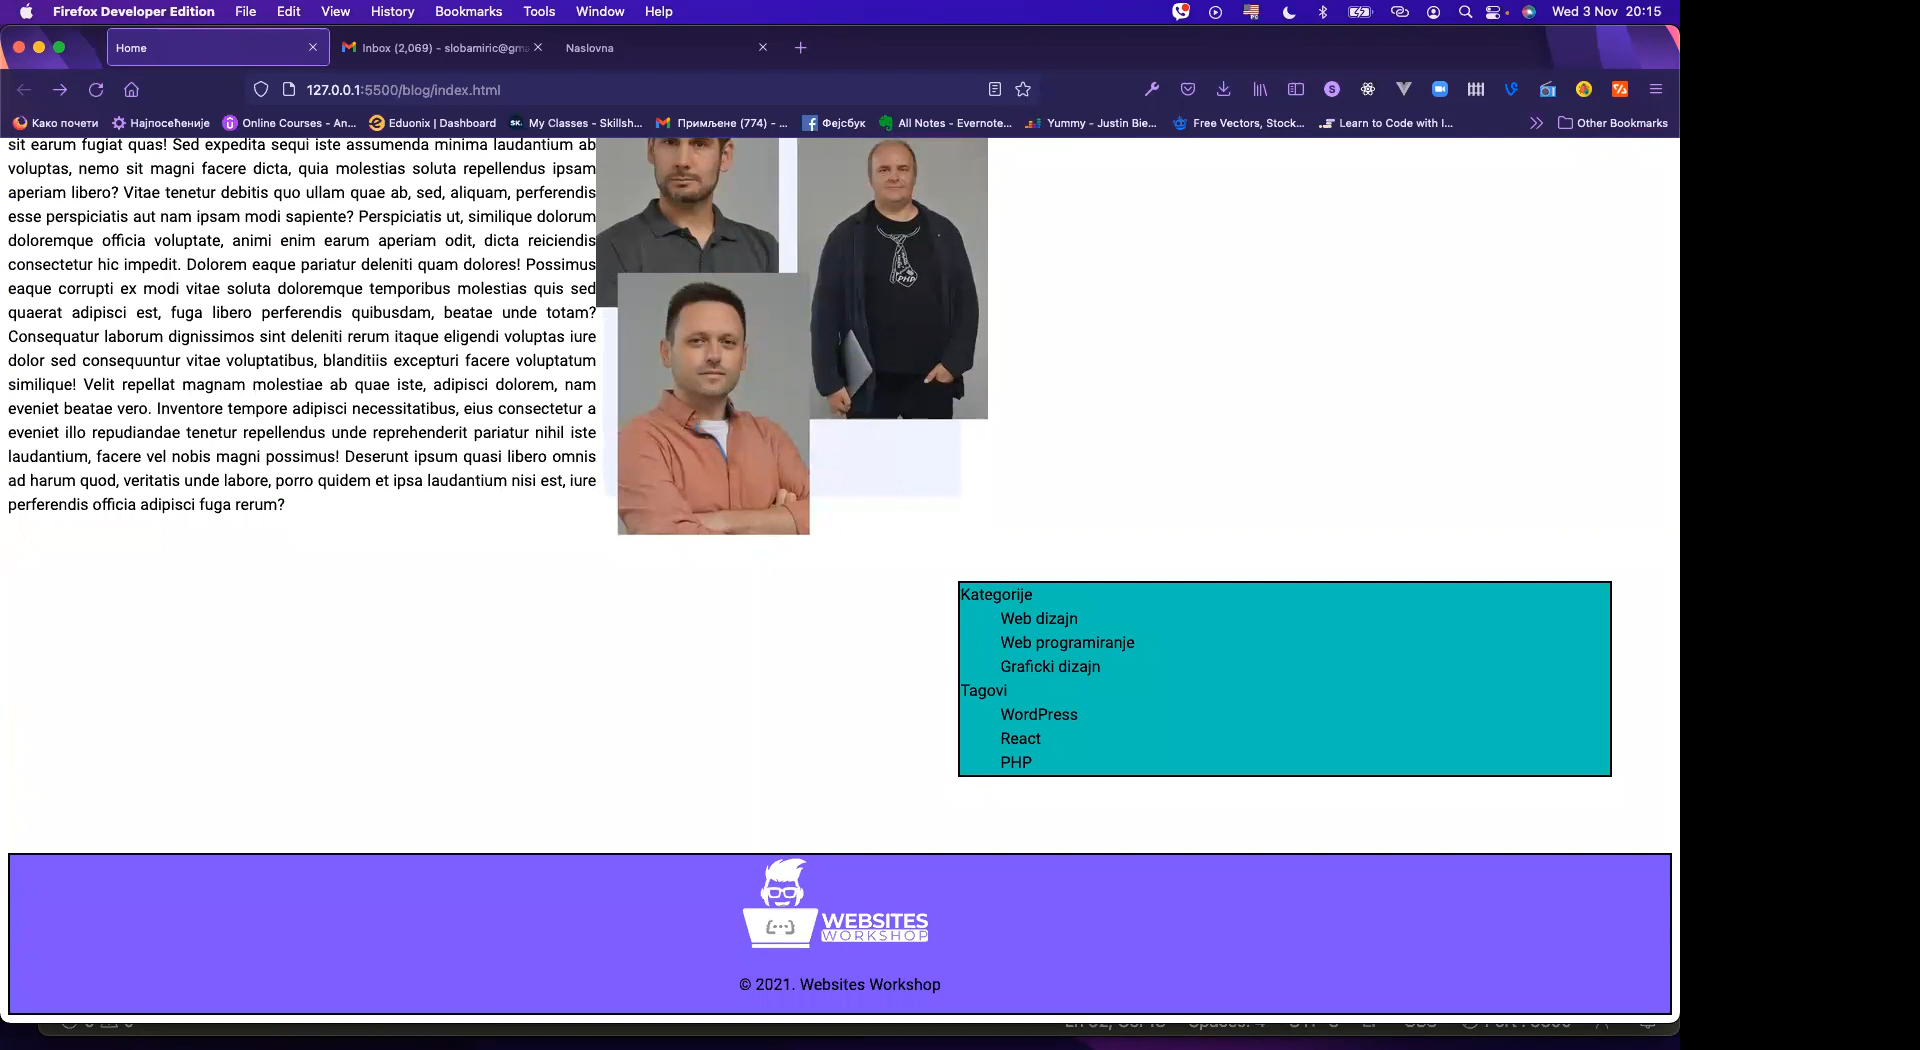 Firefox Developer Edition File Edit View History Bookmarks Tools Window Help Wed 3 Nov 20:15
Home Inbox (2,069) - slobamiric@gma Naslovna
127.0.0.1:5500/blog/index.html
Како почети Најпосећеније Online Courses - An... Eduonix | Dashboard My Classes - Skillsh... Примљене (774) - ... Фејсбук All Notes - Evernote... Yummy - Justin Bie... Free Vectors, Stock... Learn to Code with I... Other Bookmarks
sit earum fugiat quas! Sed expedita sequi iste assumenda minima laudantium ab
voluptas, nemo sit magni facere dicta, quia molestias soluta repellendus ipsam
aperiam libero? Vitae tenetur debitis quo ullam quae ab, sed, aliquam, perferendis
esse perspiciatis aut nam ipsam modi sapiente? Perspiciatis ut, similique dolorum
doloremque officia voluptate, animi enim earum aperiam odit, dicta reiciendis
consectetur hic impedit. Dolorem eaque pariatur deleniti quam dolores! Possimus
eaque corrupti ex modi vitae soluta doloremque temporibus molestias quis sed
quaerat adipisci est, fuga libero perferendis quibusdam, beatae unde totam?
Consequatur laborum dignissimos sint deleniti rerum itaque eligendi voluptas iure
dolor sed consequuntur vitae voluptatibus, blanditiis excepturi facere voluptatum
similique! Velit repellat magnam molestiae ab quae iste, adipisci dolorem, nam
eveniet beatae vero. Inventore tempore adipisci necessitatibus, eius consectetur a
eveniet illo repudiandae tenetur repellendus unde reprehenderit pariatur nihil iste
laudantium, facere vel nobis magni possimus! Deserunt ipsum quasi libero omnis
ad harum quod, veritatis unde labore, porro quidem et ipsa laudantium nisi est, iure
perferendis officia adipisci fuga rerum?
PHP
Kategorije
Web dizajn
Web programiranje
Graficki dizajn
Tagovi
WordPress
React
PHP
WEBSITES
WORKSHOP
© 2021. Websites Workshop